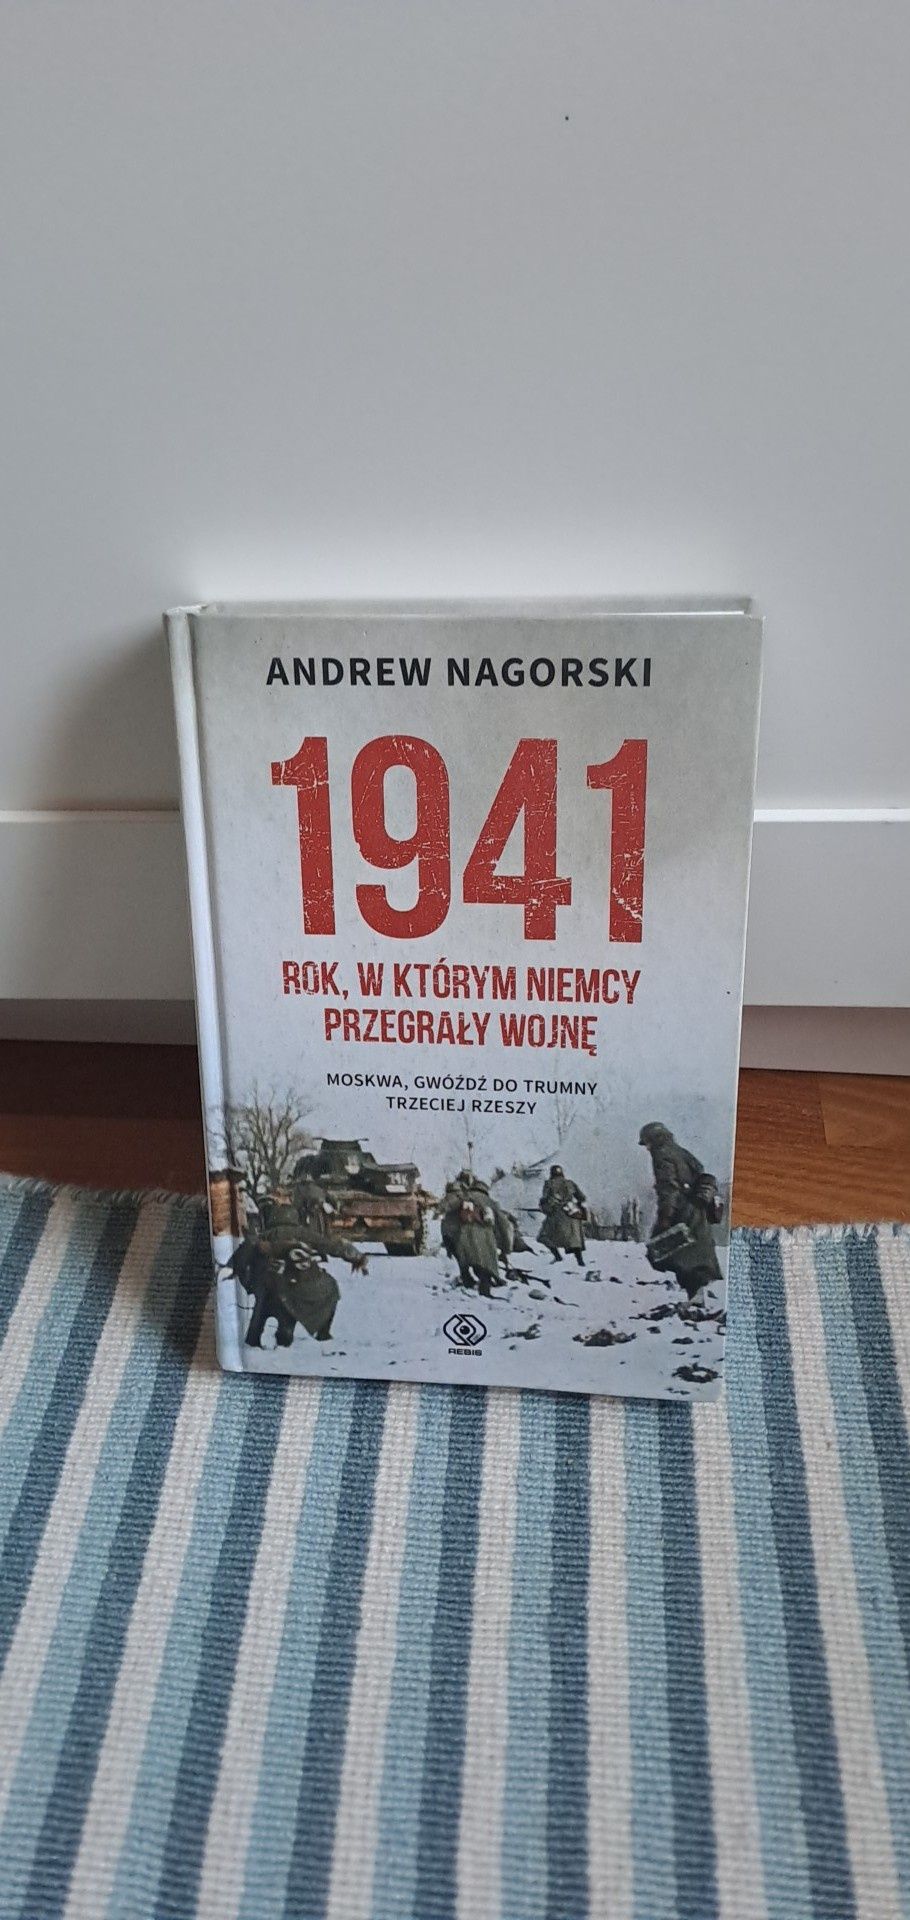 ANDREW NAGORSKI
1941
ROK, W KTÓRYM NIEMCY
PRZEGRAŁY WOJNĘ
MOSKWA, GWÓŹDŹ DO TRUMNY
TRZECIEJ RZESZY
REBIS